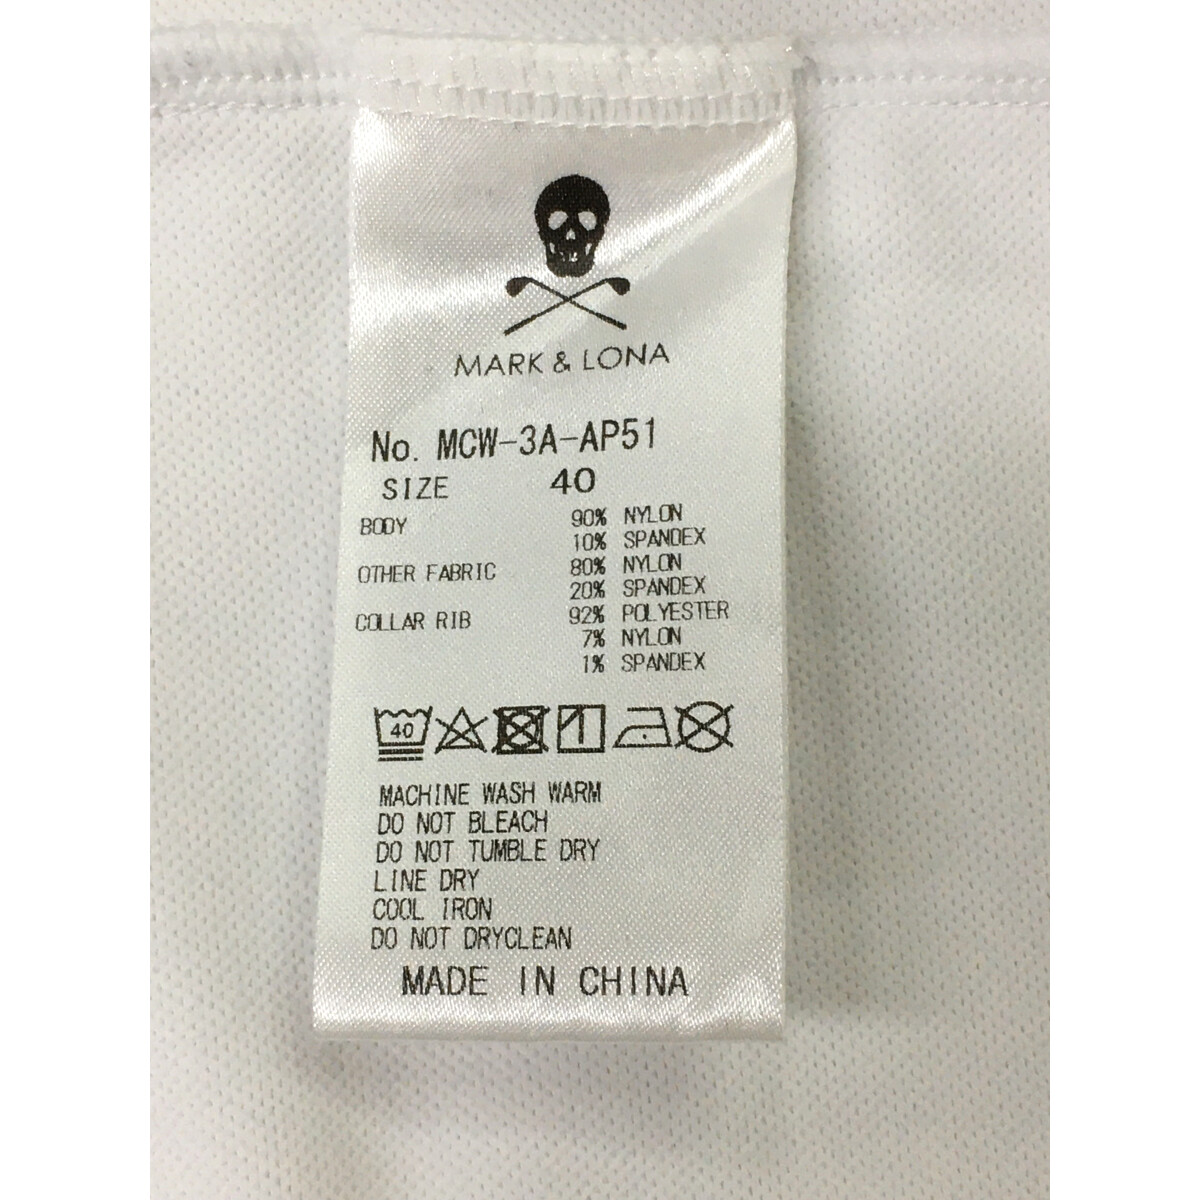 MARK & LONA
No. MCW-3A-AP51
SIZE 40
BODY 90% NYLON
10% SPANDEX
OTHER FABRIC 80% NYLON
20% SPANDEX
COLLAR RIB 92% POLYESTER
7% NYLON
1% SPANDEX
40
MACHINE WASH WARM
DO NOT BLEACH
DO NOT TUMBLE DRY
LINE DRY
COOL IRON
DO NOT DRYCLEAN
MADE IN CHINA